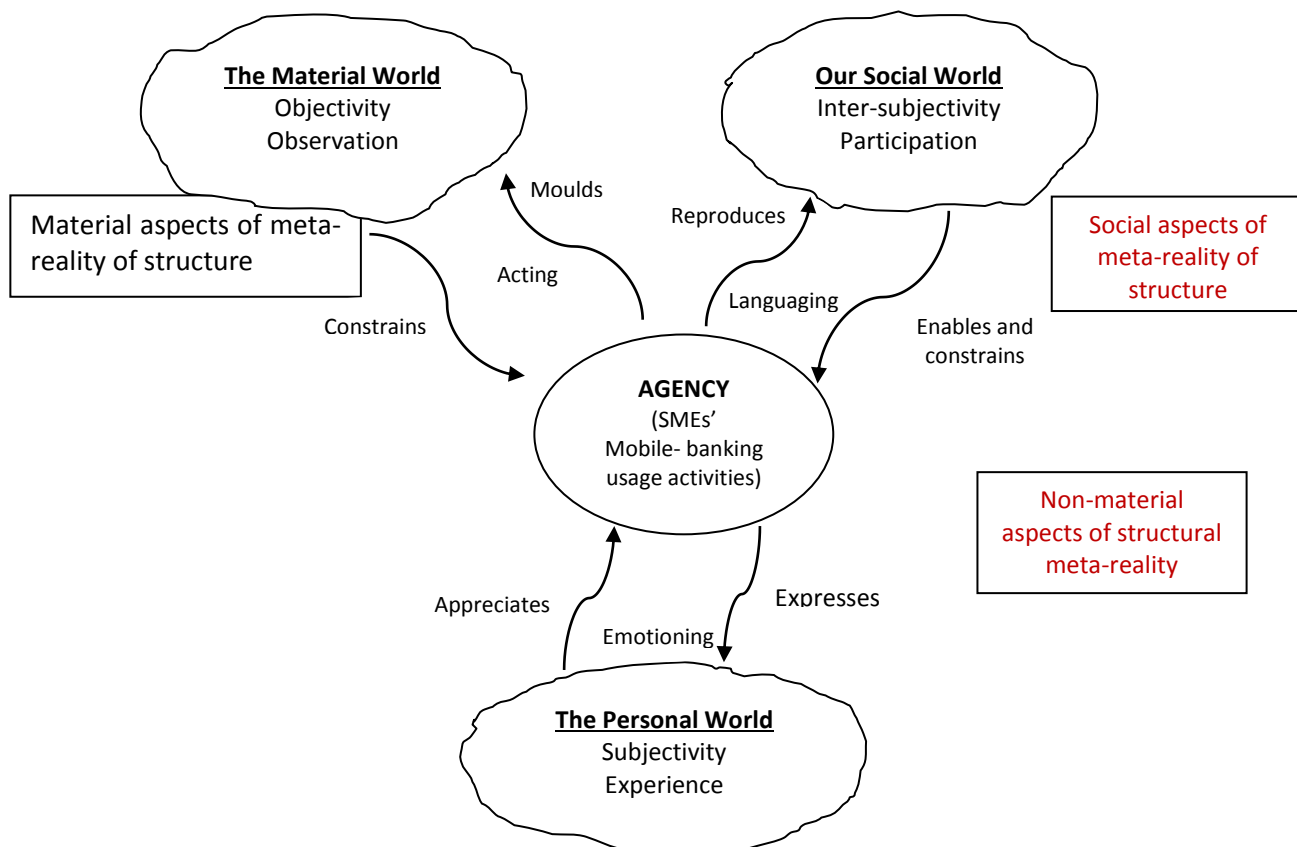 The Material World
Objectivity
Observation
Our Social World
Inter-subjectivity
Participation
Moulds
Reproduces
Material aspects of meta-
reality of structure
Social aspects of
meta-reality of
structure
Acting
Languaging
Constrains
Enables and
constrains
AGENCY
(SMEs’
Mobile- banking
usage activities)
Non-material
aspects of structural
meta-reality
Appreciates
Expresses
Emotioning
The Personal World
Subjectivity
Experience